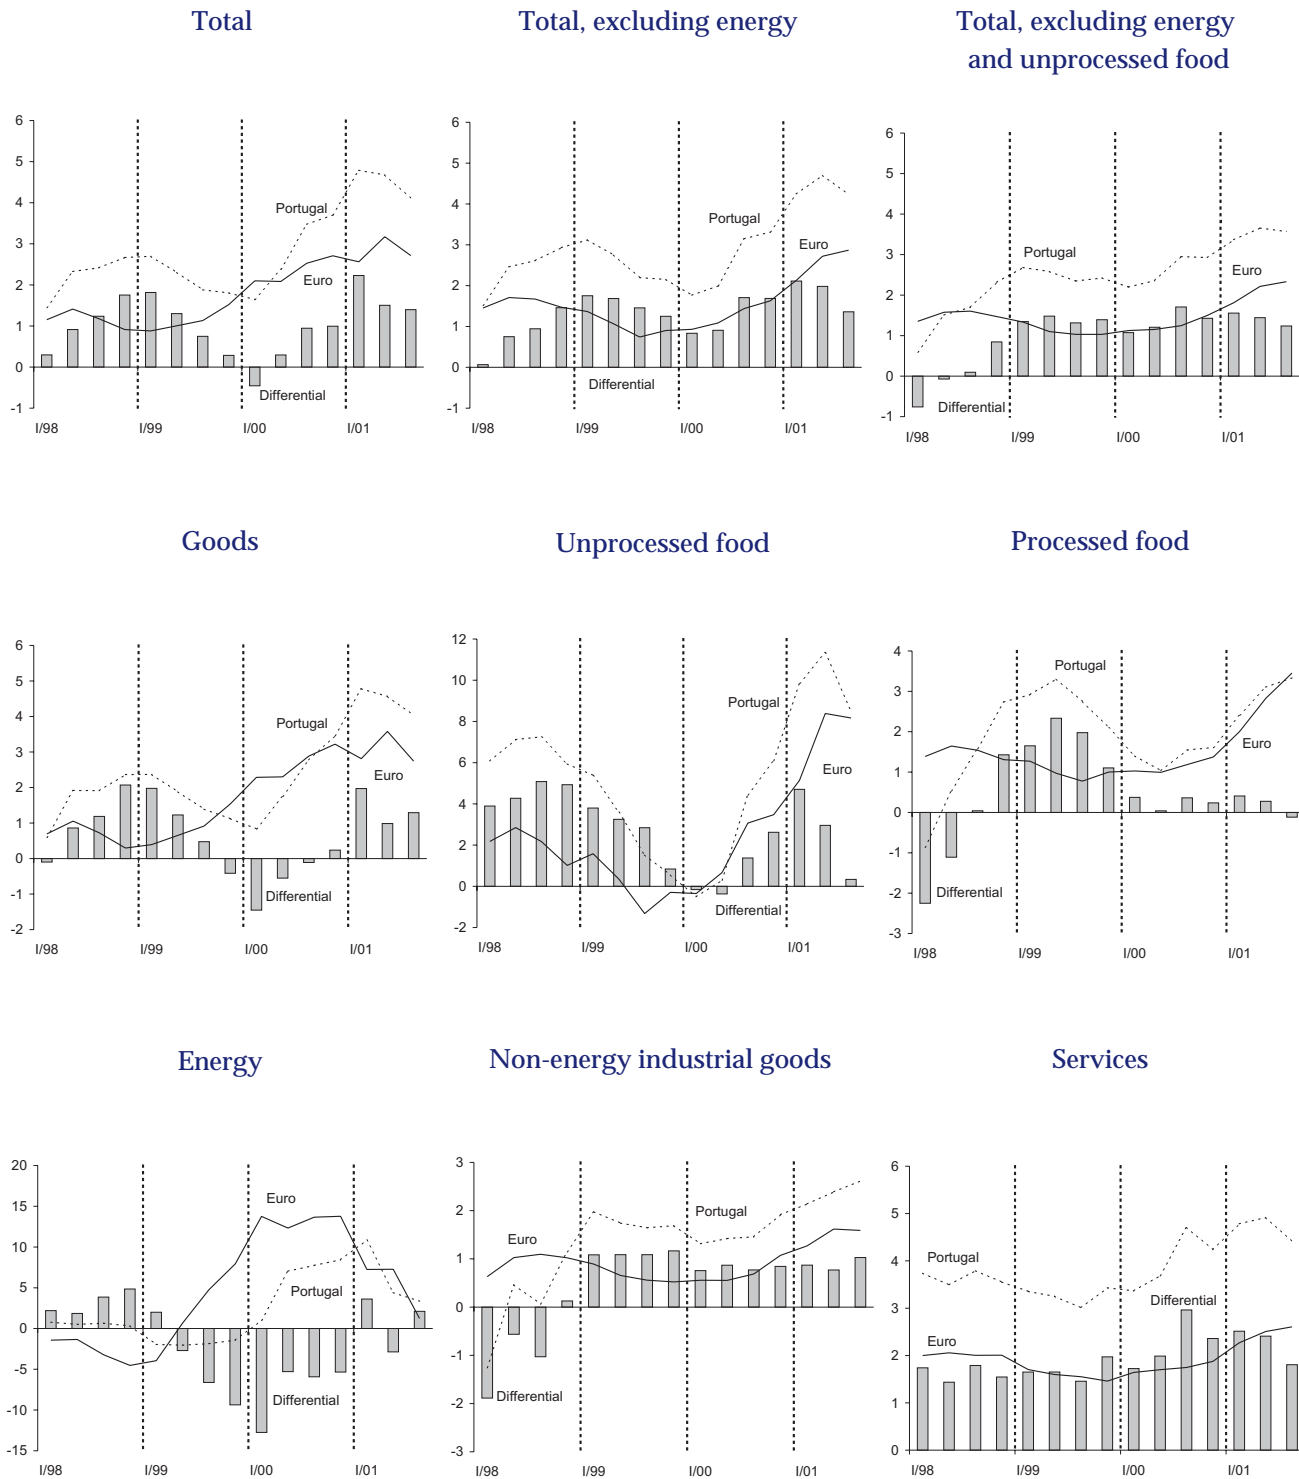 Total
Total, excluding energy
Total, excluding energy
and unprocessed food
6
5
4
3
2
1
0
-1
Portugal
Euro
Differential
I/98
I/99
I/00
I/01
6
5
4
3
2
1
0
-1
Portugal
Euro
Differential
I/98
I/99
I/00
I/01
6
5
4
3
2
1
0
-1
Portugal
Euro
Differential
I/98
I/99
I/00
I/01
Goods
Unprocessed food
Processed food
6
5
4
3
2
1
0
-1
-2
Portugal
Euro
Differential
I/98
I/99
I/00
I/01
12
10
8
6
4
2
0
-2
Portugal
Euro
Differential
I/98
I/99
I/00
I/01
4
3
2
1
0
-1
-2
-3
Portugal
Euro
Differential
I/98
I/99
I/00
I/01
Energy
Non-energy industrial goods
Services
20
15
10
5
0
-5
-10
-15
Euro
Portugal
Differential
I/98
I/99
I/00
I/01
3
2
1
0
-1
-2
-3
Portugal
Euro
Differential
I/98
I/99
I/00
I/01
6
5
4
3
2
1
0
Portugal
Differential
Euro
I/98
I/99
I/00
I/01